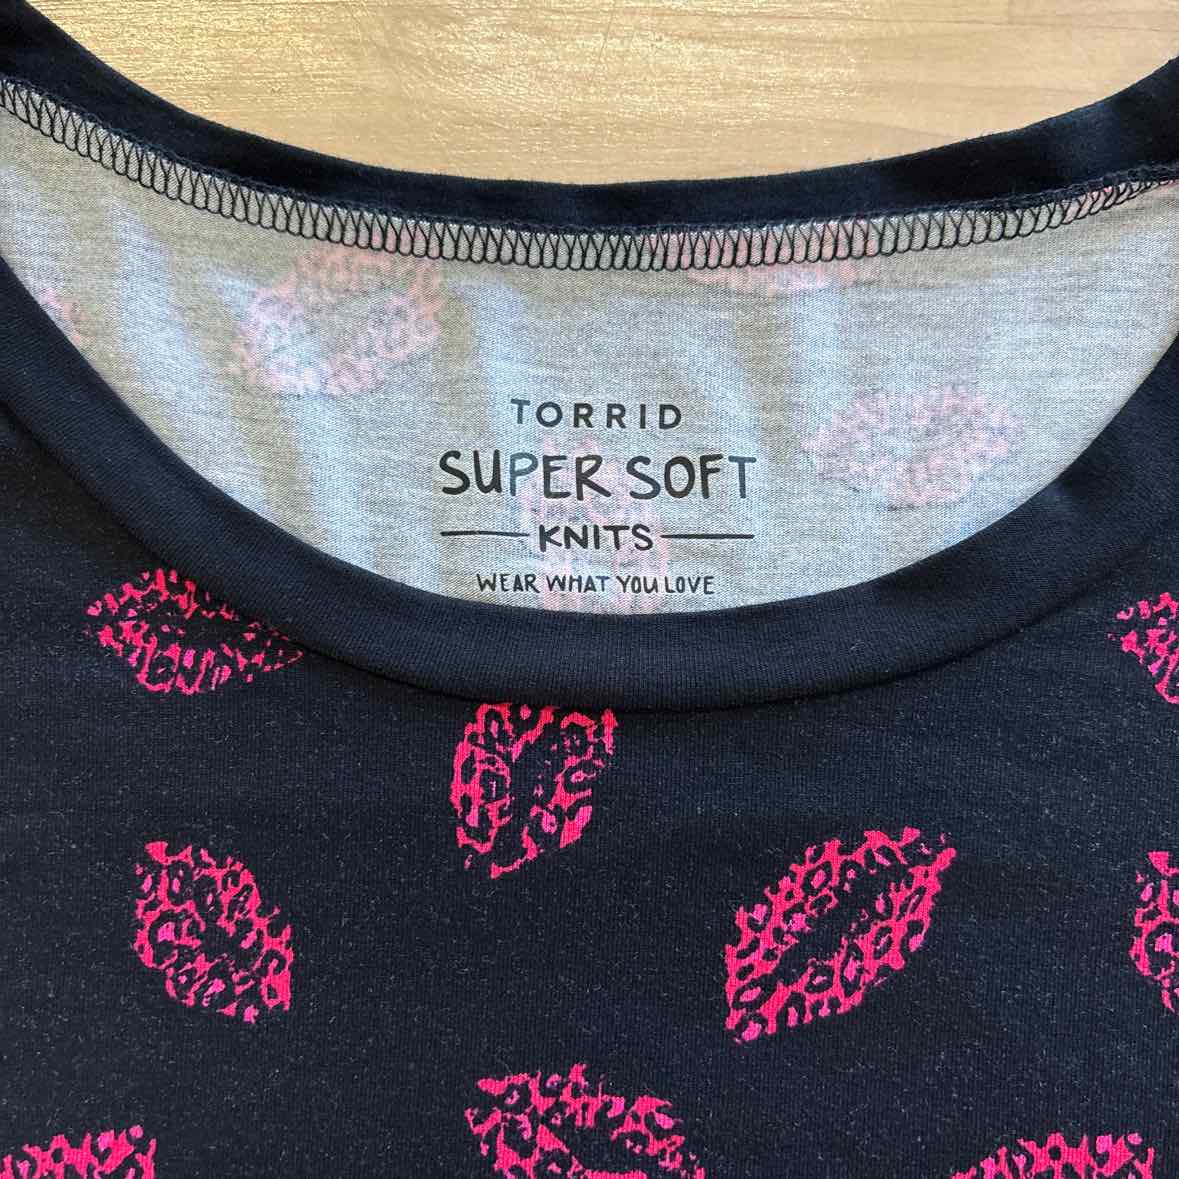 TORRID
SUPER SOFT
KNITS
WEAR WHAT YOU LOVE